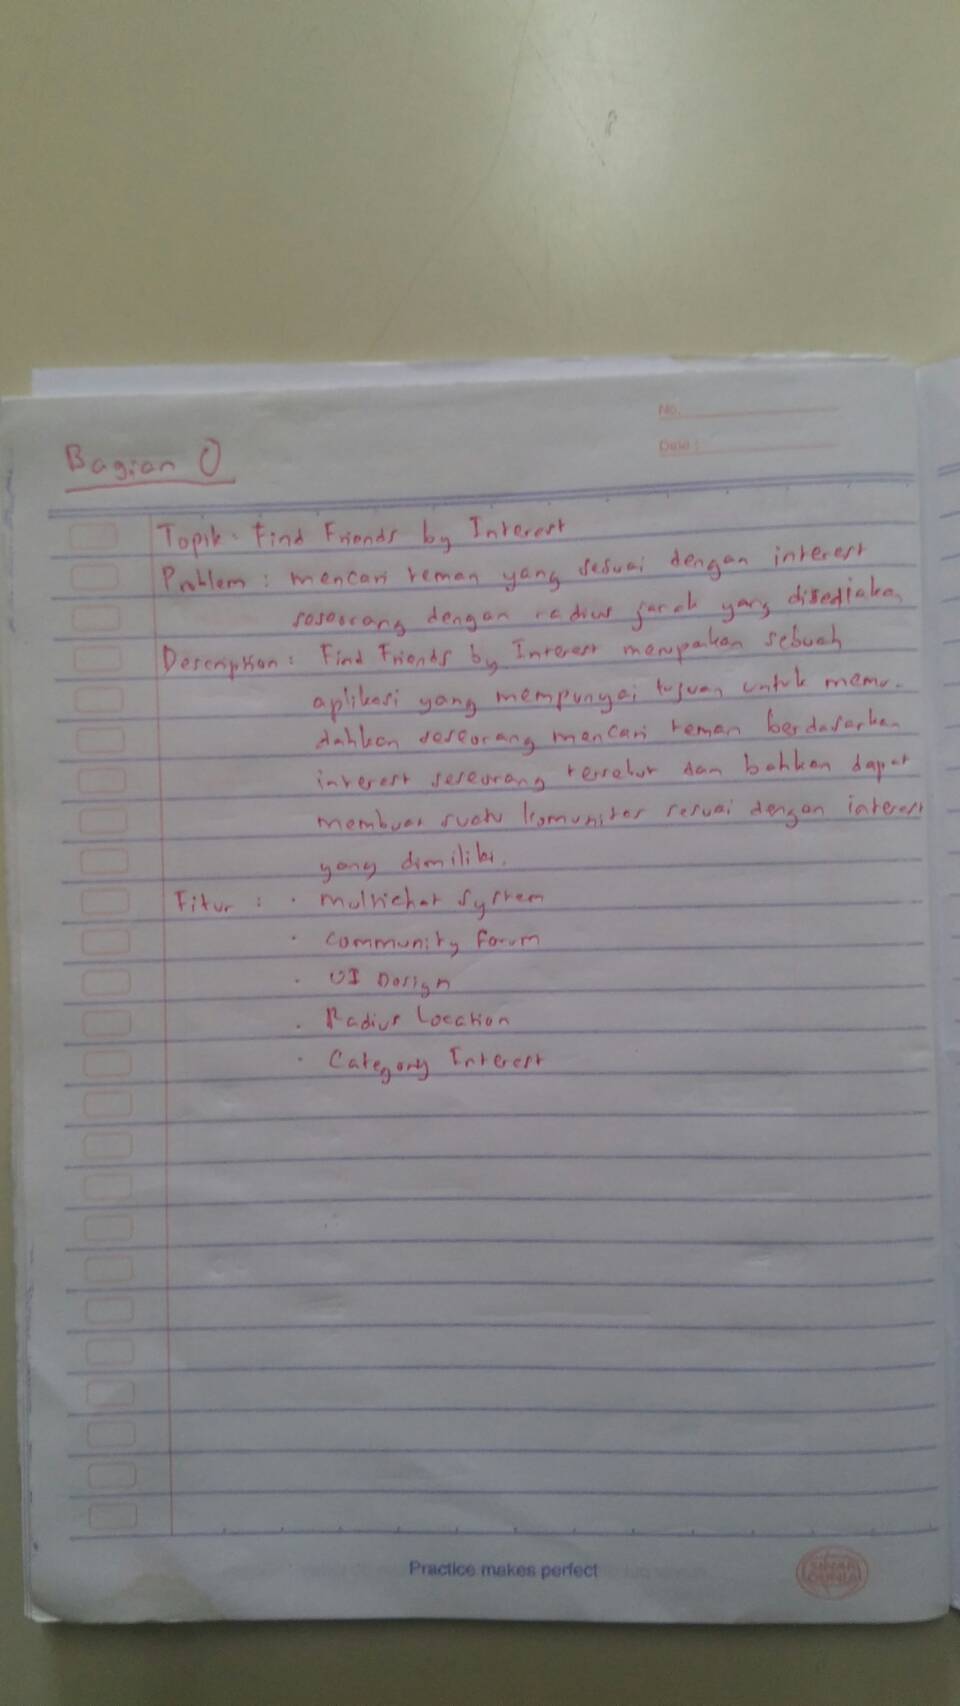 No.
Date :
Bagian 0
Topik : Find Friends by Interest
Problem : mencari teman yang sesuai dengan interest
seseorang dengan radius jarak yang disediakan
Description : Find Friends by Interest merupakan sebuah
aplikasi yang mempunyai tujuan untuk memu-
dahkan seseorang mencari teman berdasarkan
interest seseorang tersebut dan bahkan dapat
membuat suatu komunitas sesuai dengan interest
yang dimiliki.
Fitur : • Multichat System
• Community Forum
• UI Design
• Radius Location
• Category Interest
Practice makes perfect
SINAR
DUNIA